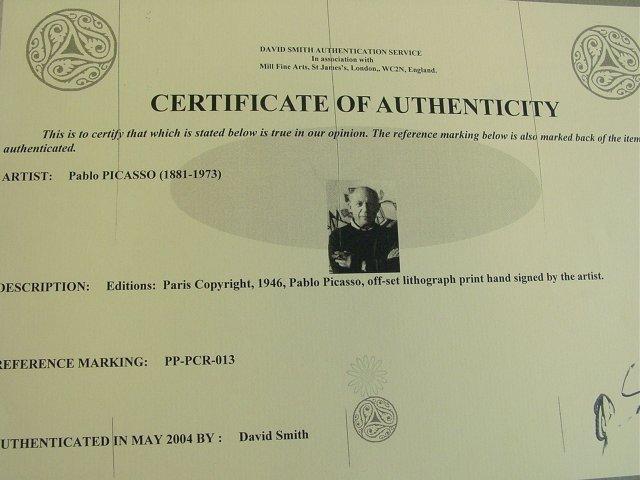 DAVID SMITH AUTHENTICATION SERVICE
In association with
Mill Fine Arts, St James's, London,, WC2N, England.
CERTIFICATE OF AUTHENTICITY
This is to certify that which is stated below is true in our opinion. The reference marking below is also marked back of the item
authenticated.
ARTIST: Pablo PICASSO (1881-1973)
DESCRIPTION: Editions: Paris Copyright, 1946, Pablo Picasso, off-set lithograph print hand signed by the artist.
REFERENCE MARKING: PP-PCR-013
AUTHENTICATED IN MAY 2004 BY : David Smith